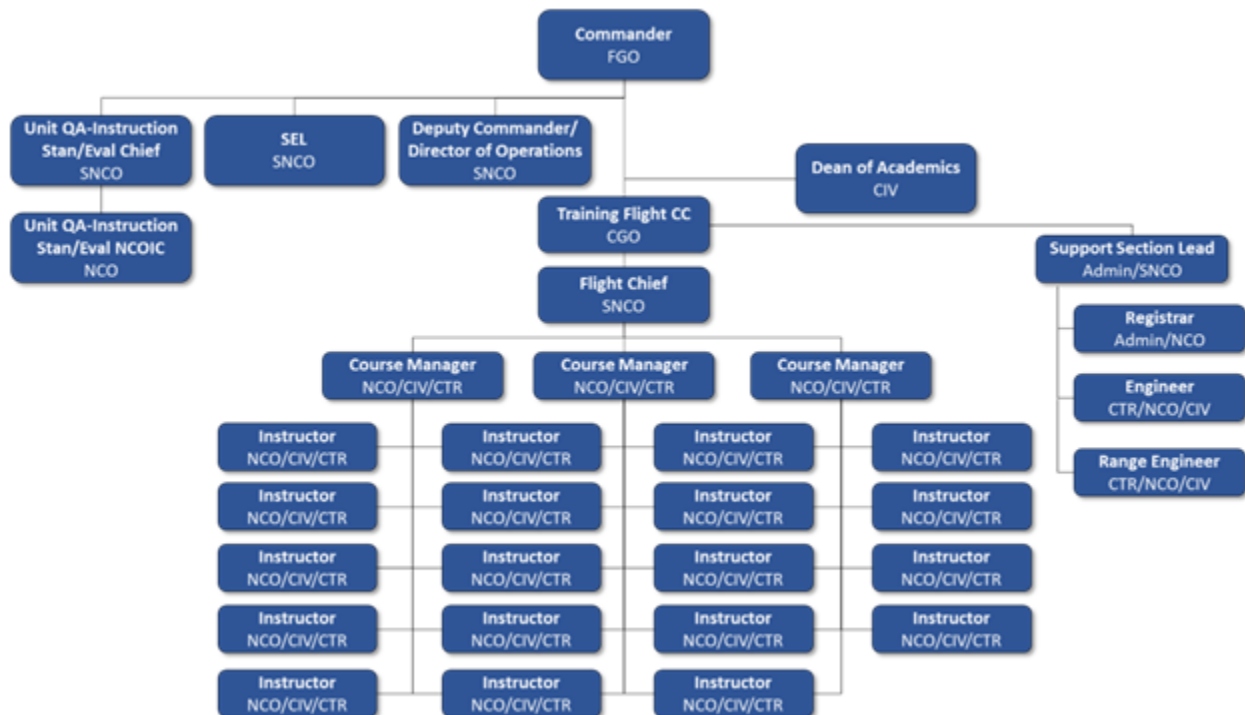 Commander
FGO
Unit QA-Instruction
Stan/Eval Chief
SNCO
SEL
SNCO
Deputy Commander/
Director of Operations
SNCO
Dean of Academics
CIV
Unit QA-Instruction
Stan/Eval NCOIC
NCO
Training Flight CC
CGO
Support Section Lead
Admin/SNCO
Flight Chief
SNCO
Registrar
Admin/NCO
Engineer
CTR/NCO/CIV
Range Engineer
CTR/NCO/CIV
Course Manager
NCO/CIV/CTR
Course Manager
NCO/CIV/CTR
Course Manager
NCO/CIV/CTR
Instructor
NCO/CIV/CTR
Instructor
NCO/CIV/CTR
Instructor
NCO/CIV/CTR
Instructor
NCO/CIV/CTR
Instructor
NCO/CIV/CTR
Instructor
NCO/CIV/CTR
Instructor
NCO/CIV/CTR
Instructor
NCO/CIV/CTR
Instructor
NCO/CIV/CTR
Instructor
NCO/CIV/CTR
Instructor
NCO/CIV/CTR
Instructor
NCO/CIV/CTR
Instructor
NCO/CIV/CTR
Instructor
NCO/CIV/CTR
Instructor
NCO/CIV/CTR
Instructor
NCO/CIV/CTR
Instructor
NCO/CIV/CTR
Instructor
NCO/CIV/CTR
Instructor
NCO/CIV/CTR